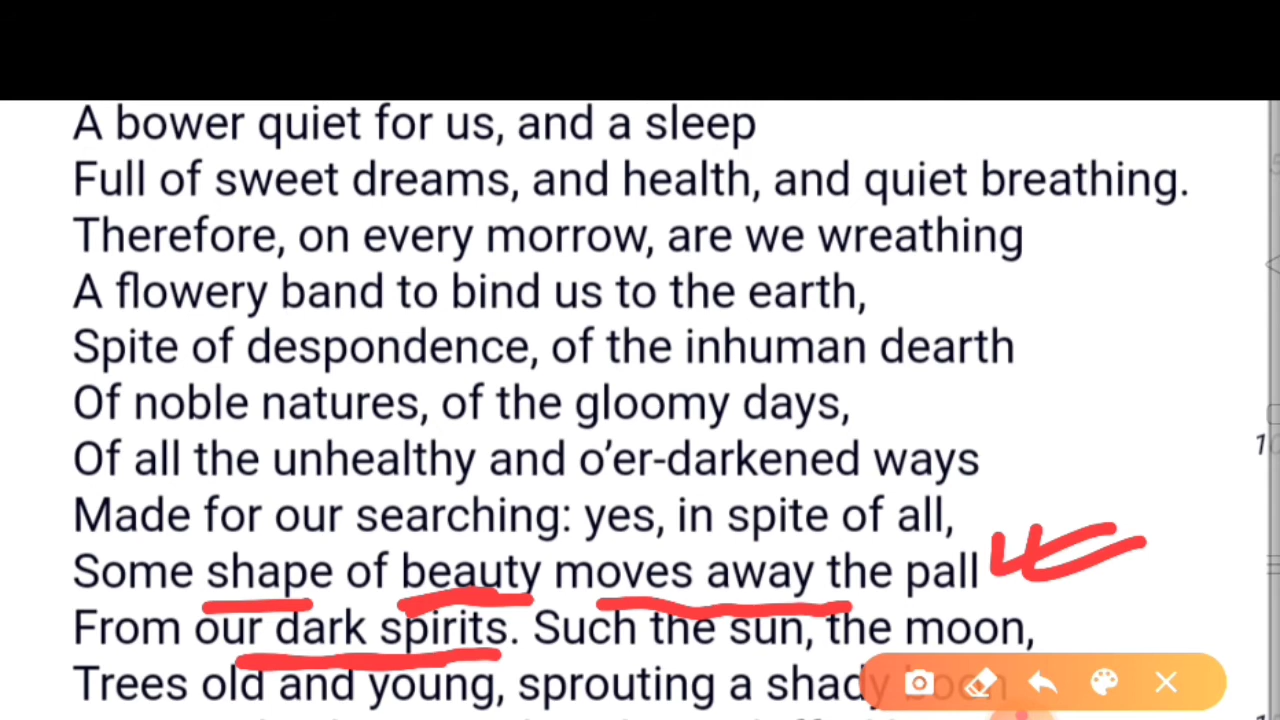 A bower quiet for us, and a sleep
Full of sweet dreams, and health, and quiet breathing.
Therefore, on every morrow, are we wreathing
A flowery band to bind us to the earth,
Spite of despondence, of the inhuman dearth
Of noble natures, of the gloomy days,
Of all the unhealthy and o’er-darkened ways
Made for our searching: yes, in spite of all,
Some shape of beauty moves away the pall
From our dark spirits. Such the sun, the moon,
Trees old and young, sprouting a shady boon